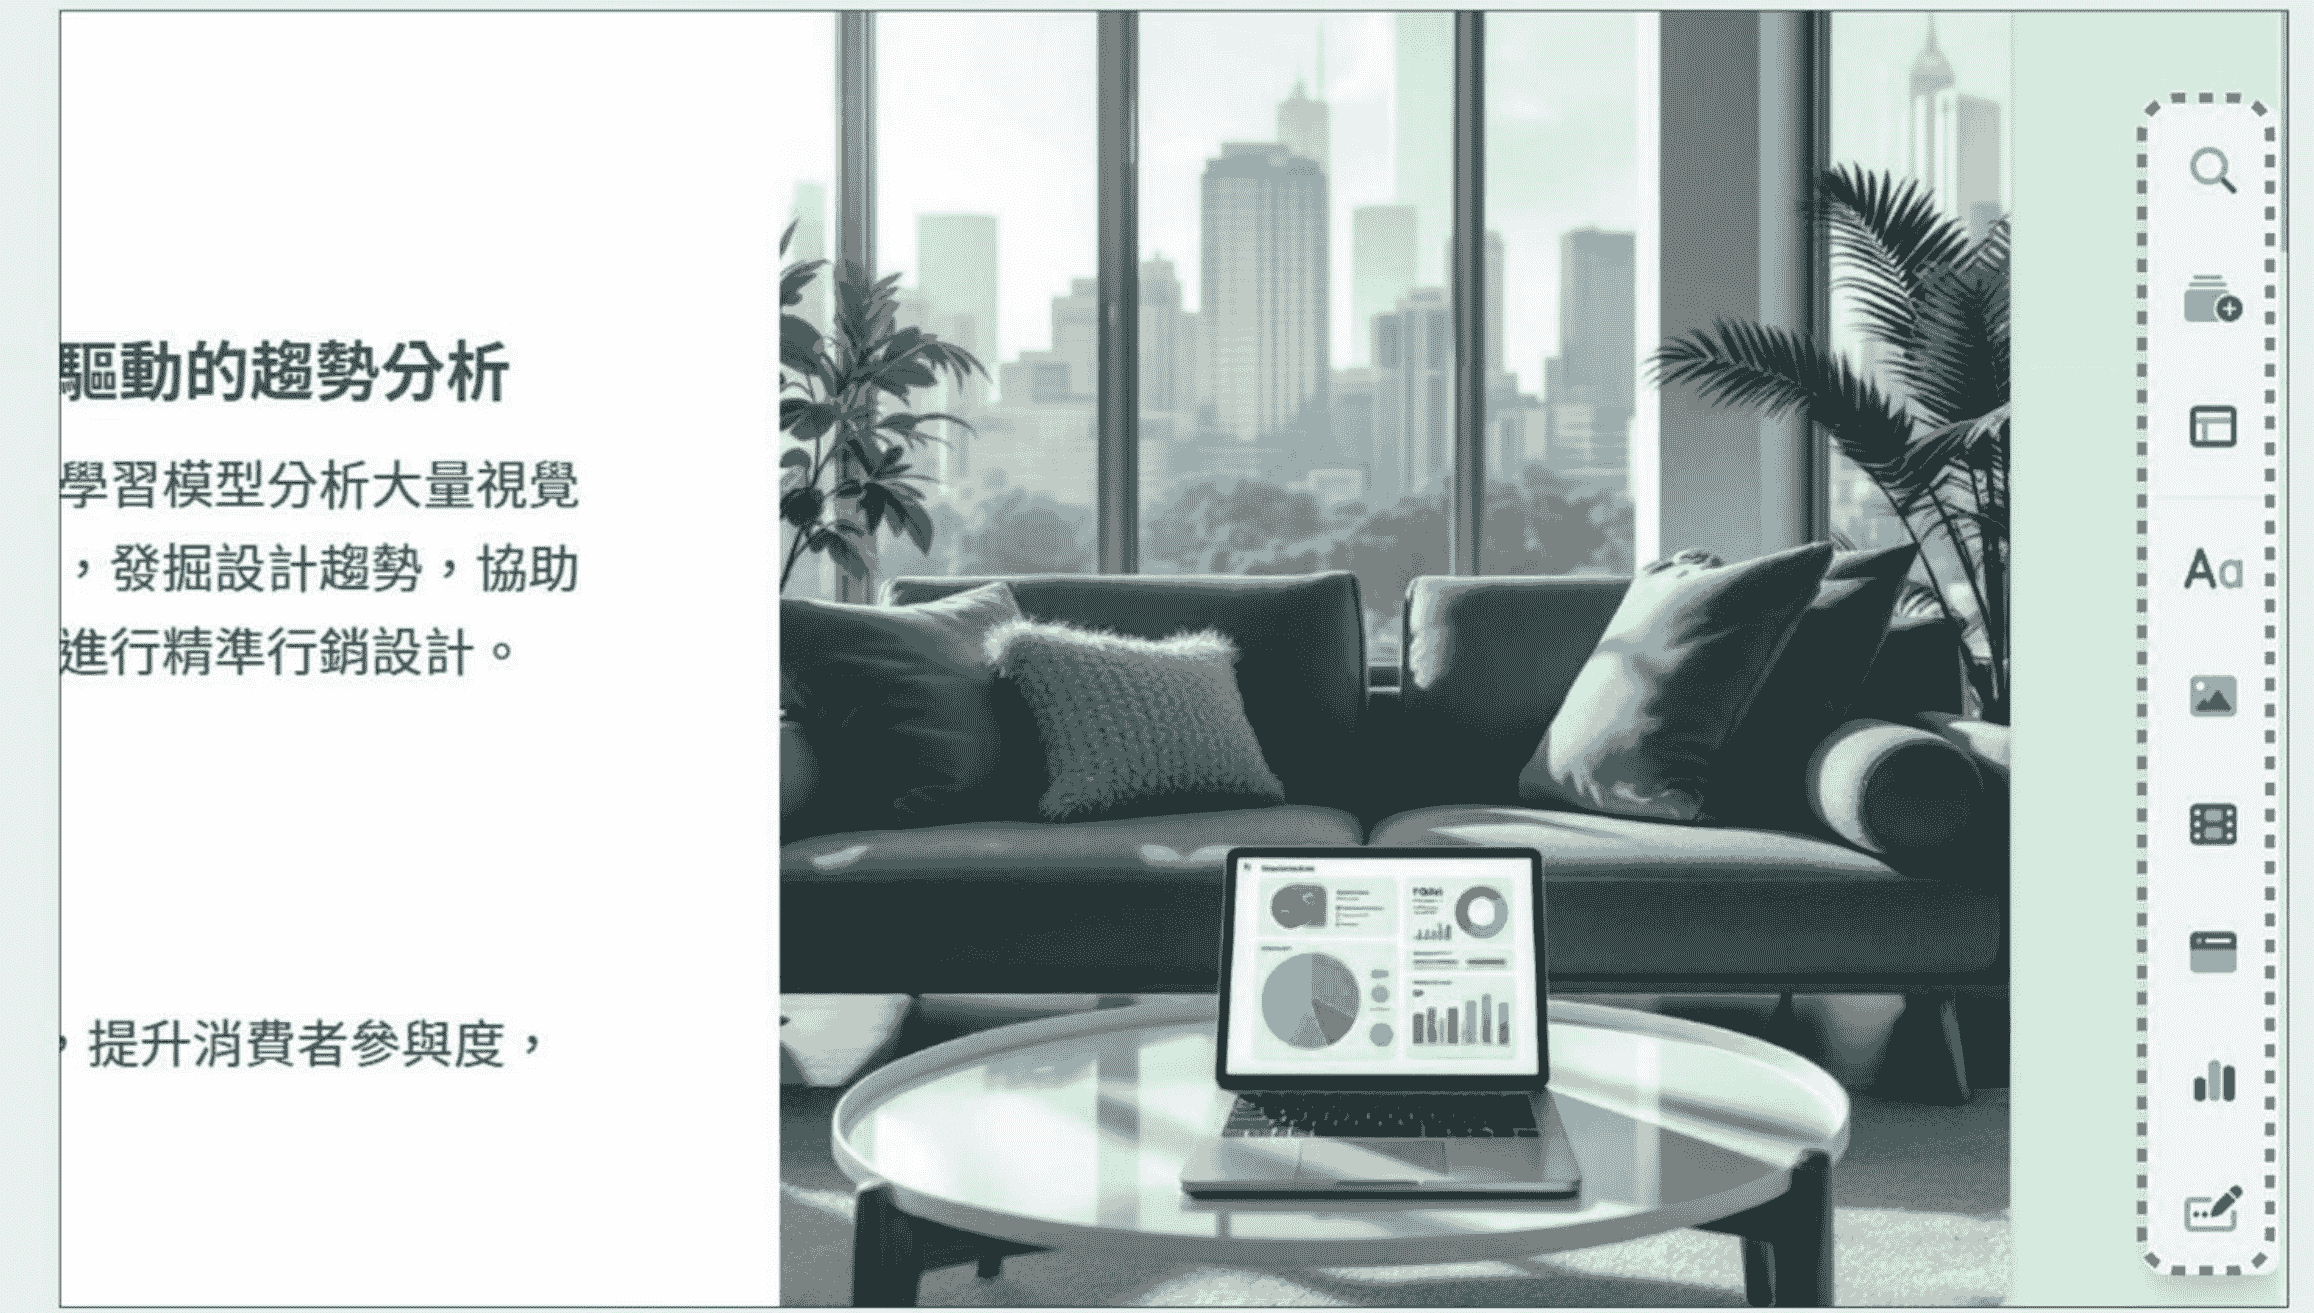 驅動的趨勢分析
學習模型分析大量視覺
，發掘設計趨勢，協助
進行精準行銷設計。
，提升消費者參與度，
Aa